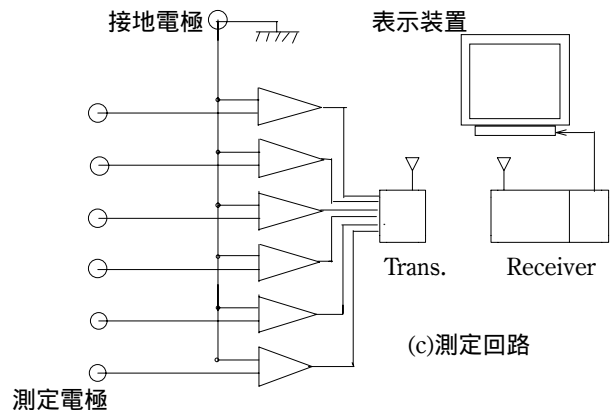 接地電極
表示装置
Trans.
Receiver
(c)測定回路
測定電極